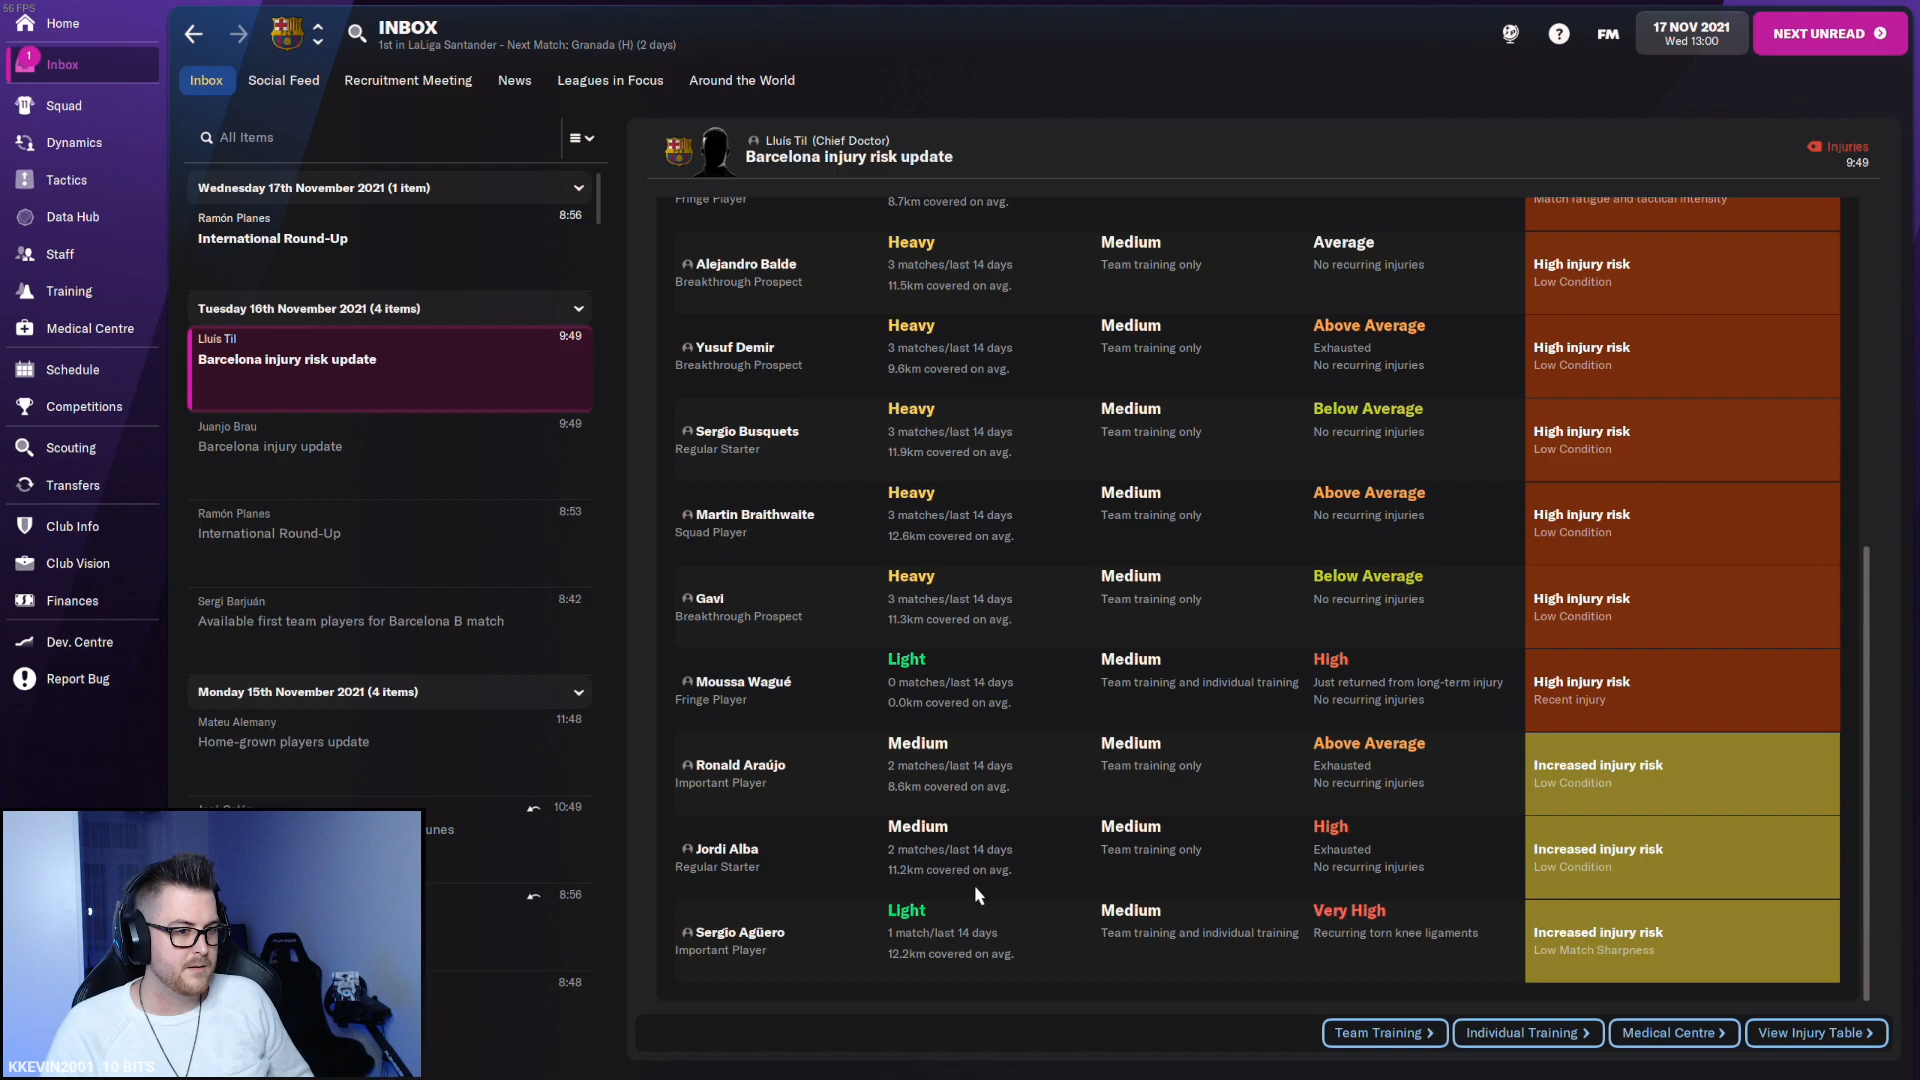 56 FPS
Home
1
Inbox
Squad
Dynamics
Tactics
Data Hub
Staff
Training
Medical Centre
Schedule
Competitions
Scouting
Transfers
Club Info
Club Vision
Finances
Dev. Centre
Report Bug
INBOX
1st in LaLiga Santander - Next Match: Granada (H) (2 days)
?
FM
17 NOV 2021
Wed 13:00
NEXT UNREAD
Inbox Social Feed Recruitment Meeting News Leagues in Focus Around the World
All Items
Wednesday 17th November 2021 (1 item)
Ramón Planes 8:56
International Round-Up
Tuesday 16th November 2021 (4 items)
Lluís Til 9:49
Barcelona injury risk update
Juanjo Brau 9:49
Barcelona injury update
Ramón Planes 8:53
International Round-Up
Sergi Barjuán 8:42
Available first team players for Barcelona B match
Monday 15th November 2021 (4 items)
Mateu Alemany 11:48
Home-grown players update
10:49
unes
8:56
8:48
KKEVIN2001 10 BITS
Lluís Til (Chief Doctor)
Barcelona injury risk update
Injuries
9:49
Fringe Player 8.7km covered on avg. Match fatigue and tactical intensity
Heavy Medium Average
Alejandro Balde 3 matches/last 14 days Team training only No recurring injuries High injury risk
Breakthrough Prospect 11.5km covered on avg. Low Condition
Heavy Medium Above Average
Yusuf Demir 3 matches/last 14 days Team training only Exhausted High injury risk
Breakthrough Prospect 9.6km covered on avg. No recurring injuries Low Condition
Heavy Medium Below Average
Sergio Busquets 3 matches/last 14 days Team training only No recurring injuries High injury risk
Regular Starter 11.9km covered on avg. Low Condition
Heavy Medium Above Average
Martin Braithwaite 3 matches/last 14 days Team training only No recurring injuries High injury risk
Squad Player 12.6km covered on avg. Low Condition
Heavy Medium Below Average
Gavi 3 matches/last 14 days Team training only No recurring injuries High injury risk
Breakthrough Prospect 11.3km covered on avg. Low Condition
Light Medium High
Moussa Wagué 0 matches/last 14 days Team training and individual training Just returned from long-term injury High injury risk
Fringe Player 0.0km covered on avg. No recurring injuries Recent injury
Medium Medium Above Average
Ronald Araújo 2 matches/last 14 days Team training only Exhausted Increased injury risk
Important Player 8.6km covered on avg. No recurring injuries Low Condition
Medium Medium High
Jordi Alba 2 matches/last 14 days Team training only Exhausted Increased injury risk
Regular Starter 11.2km covered on avg. No recurring injuries Low Condition
Light Medium Very High
Sergio Agüero 1 match/last 14 days Team training and individual training Recurring torn knee ligaments Increased injury risk
Important Player 12.2km covered on avg. Low Match Sharpness
Team Training Individual Training Medical Centre View Injury Table